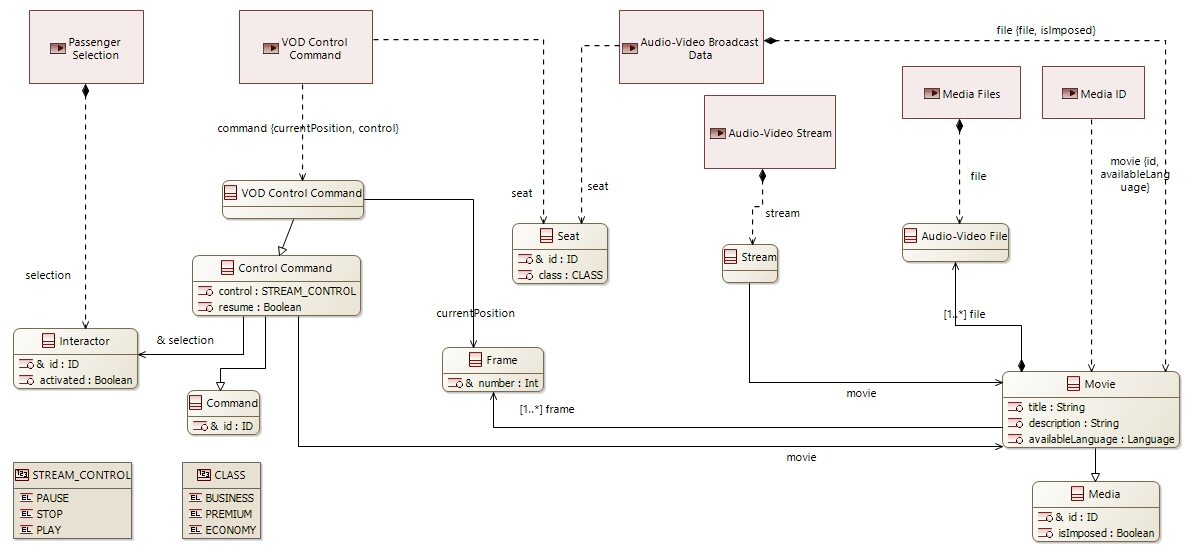 Passenger
Selection
VOD Control
Command
Audio-Video Broadcast
Data
file {file, isImposed}
Media Files
Media ID
Audio-Video Stream
command {currentPosition, control}
movie {id,
availableLang
uage}
file
seat
seat
stream
VOD Control Command
Seat
& id : ID
class : CLASS
Audio-Video File
Stream
Control Command
control : STREAM_CONTROL
resume : Boolean
selection
currentPosition
[1..*] file
Interactor
& id : ID
activated : Boolean
& selection
Frame
& number : Int
Movie
title : String
description : String
availableLanguage : Language
movie
Command
& id : ID
[1..*] frame
movie
STREAM_CONTROL
PAUSE
STOP
PLAY
CLASS
BUSINESS
PREMIUM
ECONOMY
Media
& id : ID
isImposed : Boolean